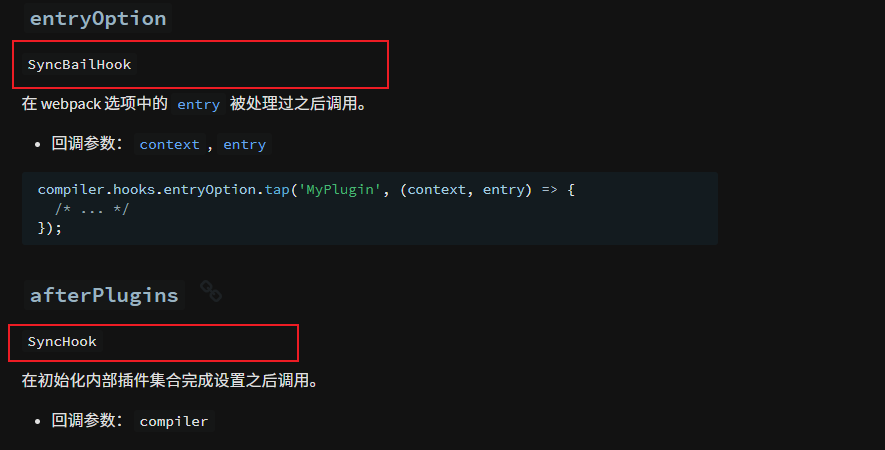 entryOption
SyncBailHook
在 webpack 选项中的 entry 被处理过之后调用。
• 回调参数： context , entry
compiler.hooks.entryOption.tap('MyPlugin', (context, entry) => {
  /* ... */
});
afterPlugins
SyncHook
在初始化内部插件集合完成设置之后调用。
• 回调参数： compiler